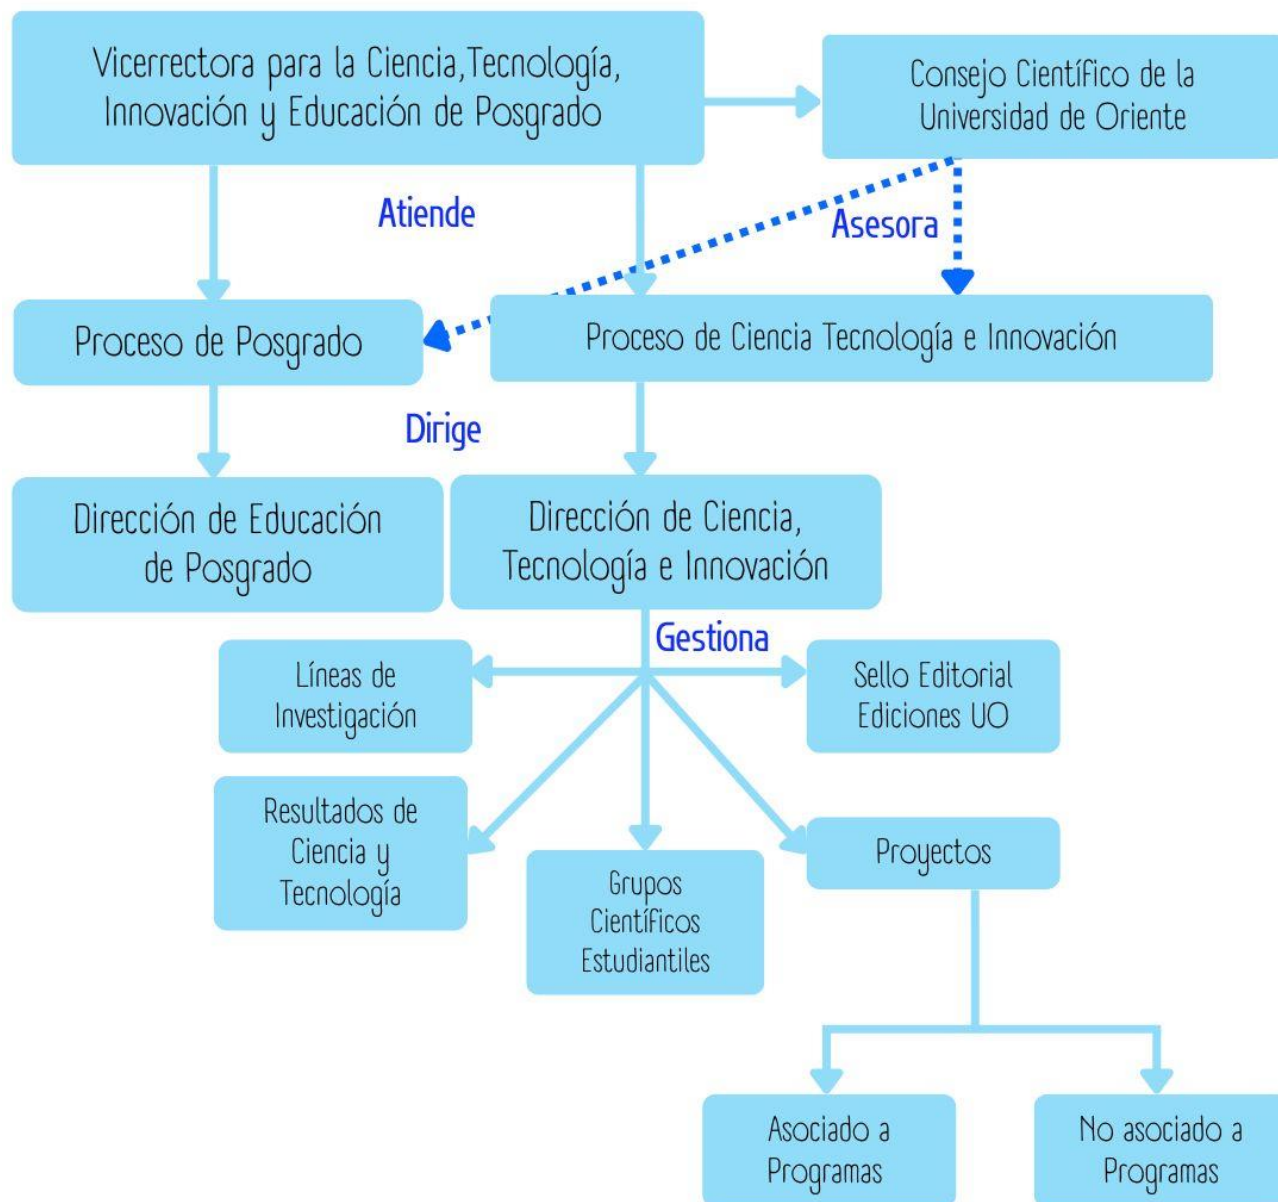 Vicerrectora para la Ciencia,Tecnología,
Innovación y Educación de Posgrado
Consejo Científico de la
Universidad de Oriente
Atiende
Asesora
Proceso de Posgrado
Proceso de Ciencia Tecnología e Innovación
Dirige
Dirección de Educación
de Posgrado
Dirección de Ciencia,
Tecnología e Innovación
Gestiona
Líneas de
Investigación
Sello Editorial
Ediciones UO
Resultados de
Ciencia y
Tecnología
Grupos
Científicos
Estudiantiles
Proyectos
Asociado a
Programas
No asociado a
Programas